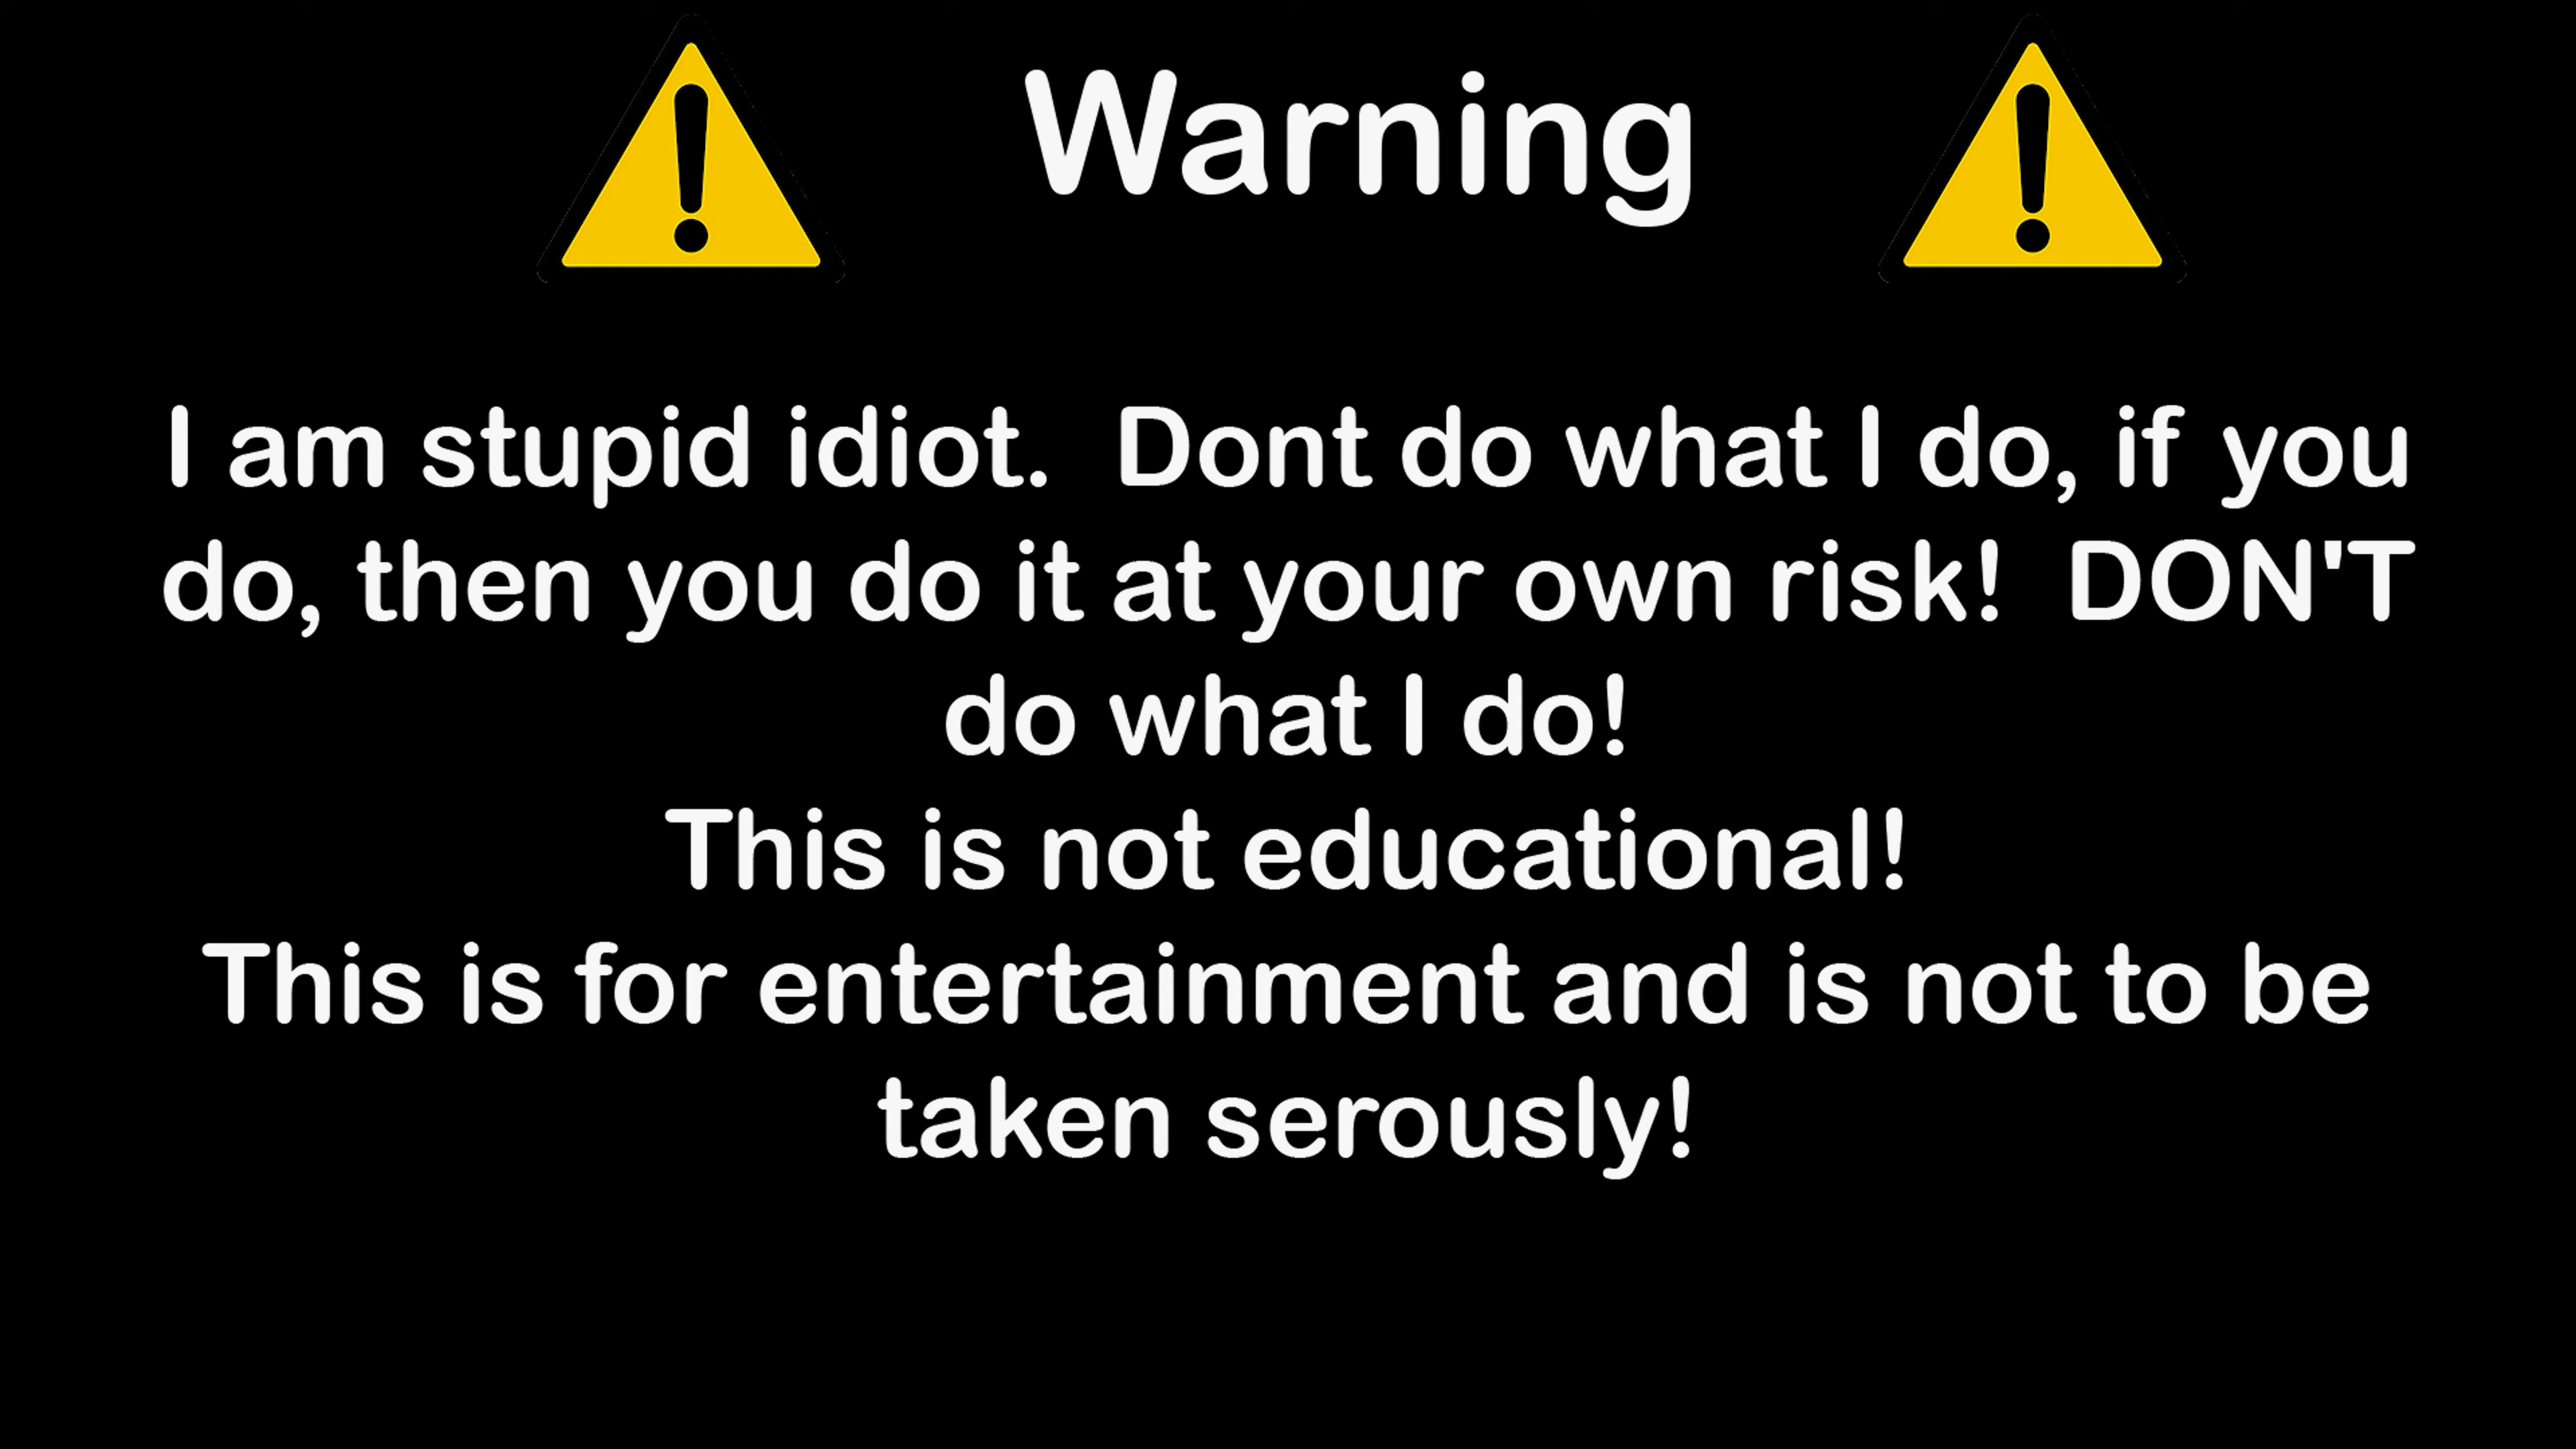 Warning
I am stupid idiot.  Dont do what I do, if you
do, then you do it at your own risk!  DON'T
do what I do!
This is not educational!
This is for entertainment and is not to be
taken serously!